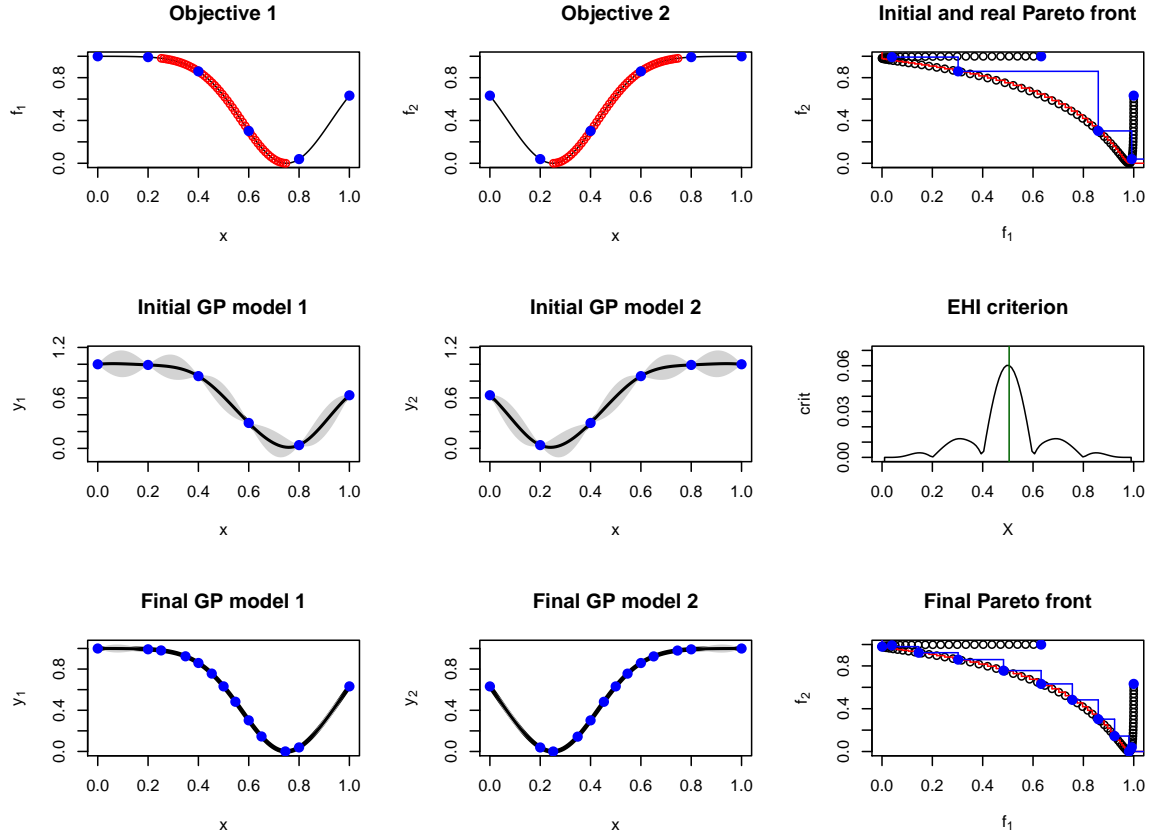 Objective 1
f1
0.0 0.4 0.8
0.0 0.2 0.4 0.6 0.8 1.0
x
Objective 2
f2
0.0 0.4 0.8
0.0 0.2 0.4 0.6 0.8 1.0
x
Initial and real Pareto front
f2
0.0 0.4 0.8
0.0 0.2 0.4 0.6 0.8 1.0
f1
Initial GP model 1
y1
0.0 0.6 1.2
0.0 0.2 0.4 0.6 0.8 1.0
x
Initial GP model 2
y2
0.0 0.6 1.2
0.0 0.2 0.4 0.6 0.8 1.0
x
EHI criterion
crit
0.00 0.03 0.06
0.0 0.2 0.4 0.6 0.8 1.0
X
Final GP model 1
y1
0.0 0.4 0.8
0.0 0.2 0.4 0.6 0.8 1.0
x
Final GP model 2
y2
0.0 0.4 0.8
0.0 0.2 0.4 0.6 0.8 1.0
x
Final Pareto front
f2
0.0 0.4 0.8
0.0 0.2 0.4 0.6 0.8 1.0
f1